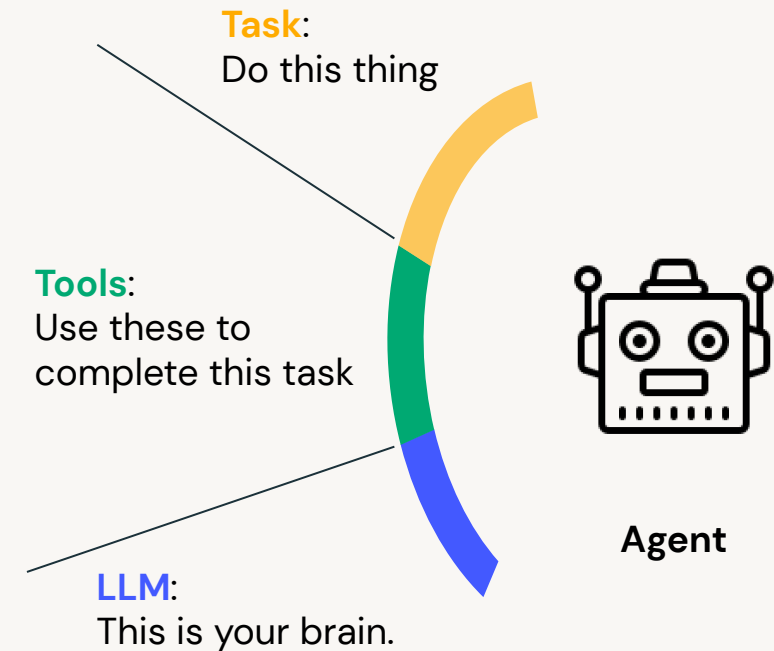 Task:
Do this thing
Tools:
Use these to
complete this task
Agent
LLM:
This is your brain.